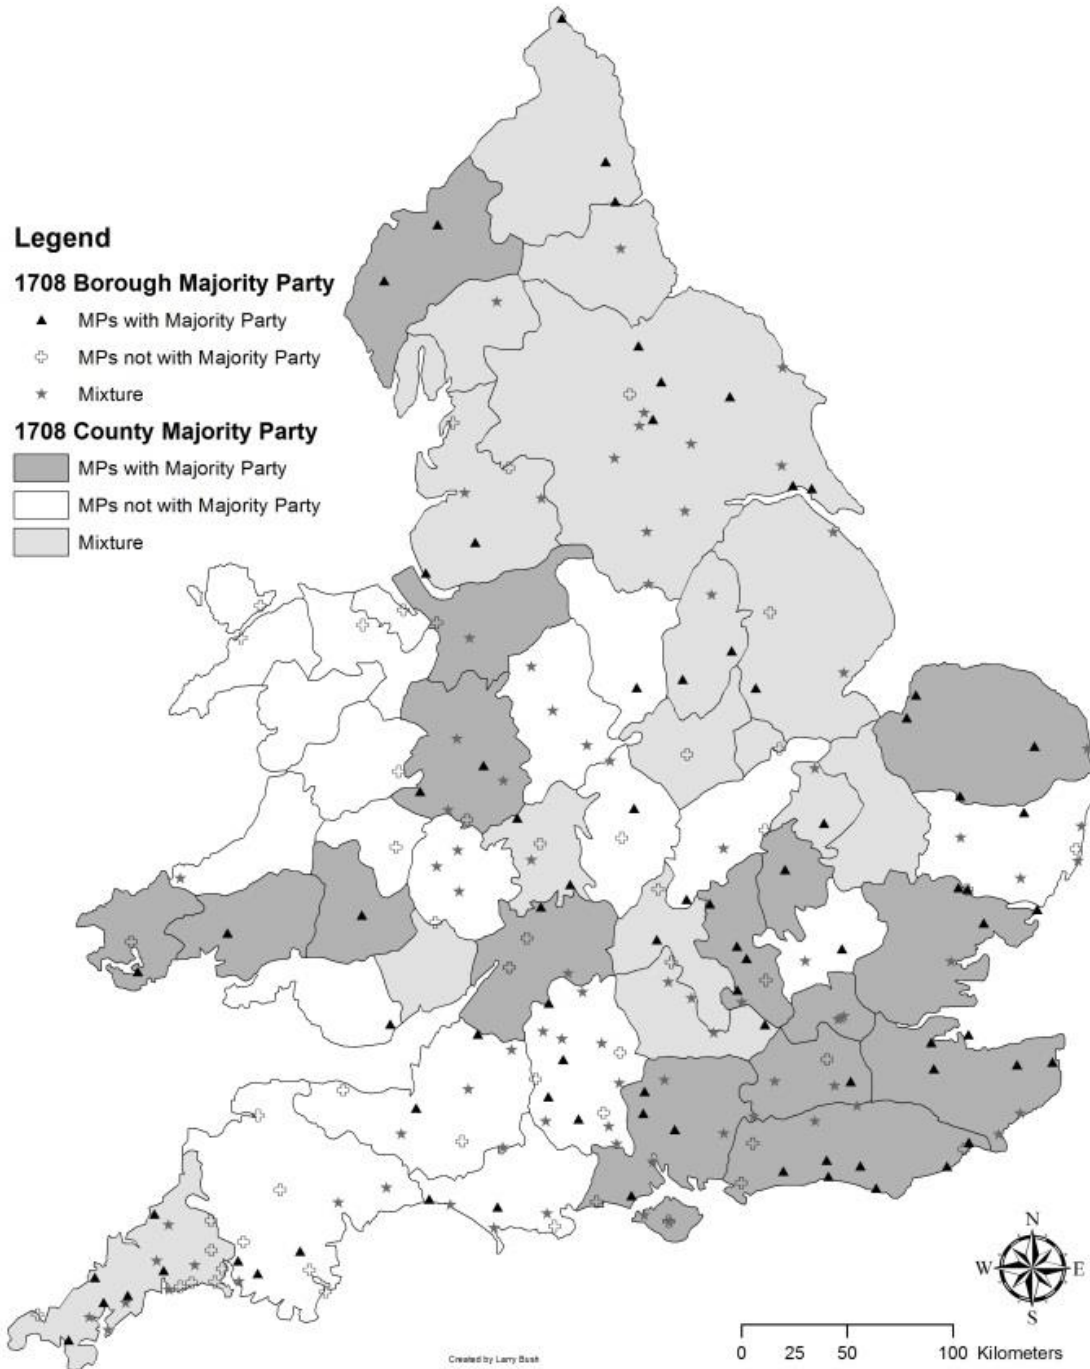 Legend
1708 Borough Majority Party
MPs with Majority Party
MPs not with Majority Party
Mixture
1708 County Majority Party
MPs with Majority Party
MPs not with Majority Party
Mixture
N
W E
S
0 25 50 100 Kilometers
Created by Larry Bush